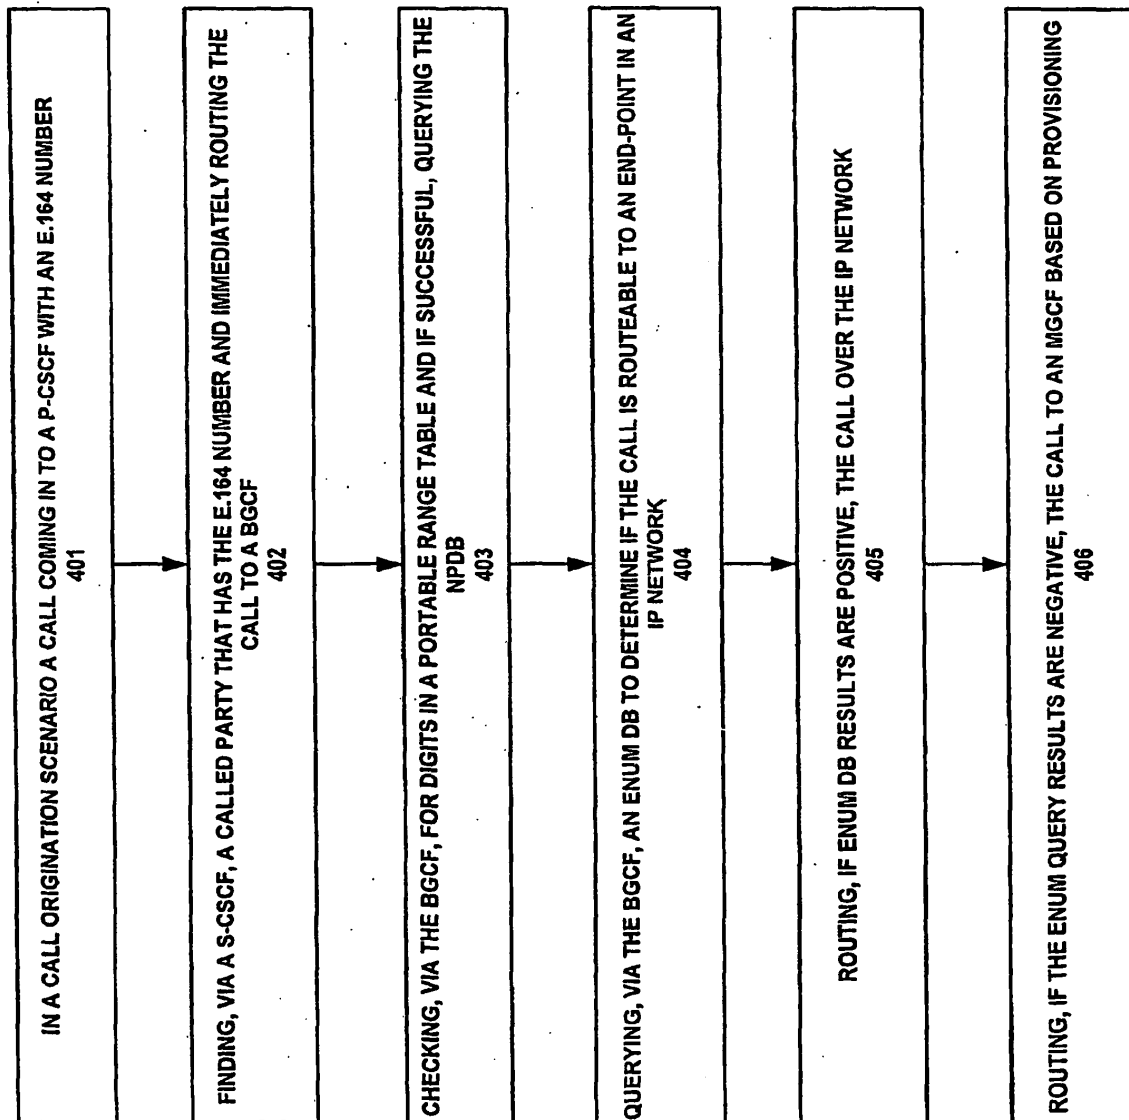 IN A CALL ORIGINATION SCENARIO A CALL COMING IN TO A P-CSCF WITH AN E.164 NUMBER
401
FINDING, VIA A S-CSCF, A CALLED PARTY THAT HAS THE E.164 NUMBER AND IMMEDIATELY ROUTING THE
CALL TO A BGCF
402
CHECKING, VIA THE BGCF, FOR DIGITS IN A PORTABLE RANGE TABLE AND IF SUCCESSFUL, QUERYING THE
NPDB
403
QUERYING, VIA THE BGCF, AN ENUM DB TO DETERMINE IF THE CALL IS ROUTEABLE TO AN END-POINT IN AN
IP NETWORK
404
ROUTING, IF ENUM DB RESULTS ARE POSITIVE, THE CALL OVER THE IP NETWORK
405
ROUTING, IF THE ENUM QUERY RESULTS ARE NEGATIVE, THE CALL TO AN MGCF BASED ON PROVISIONING
406